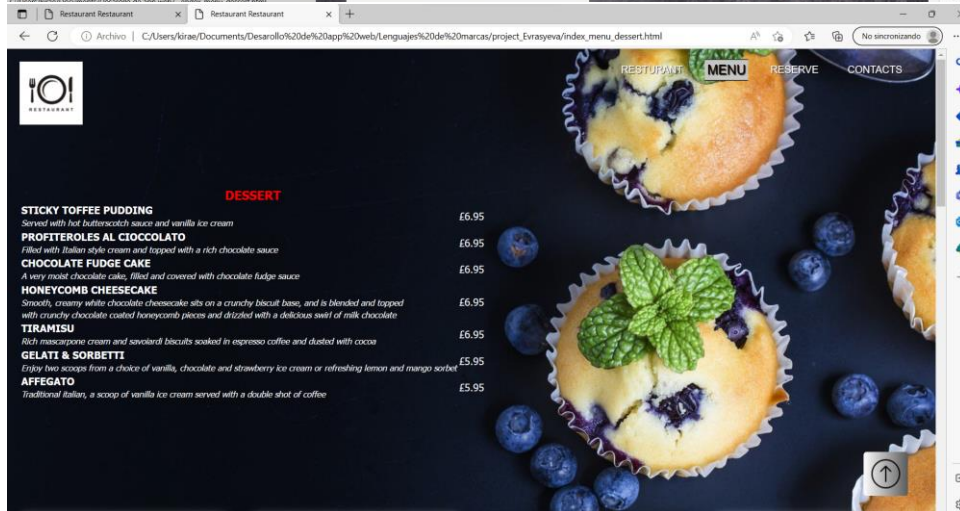 Restaurant Restaurant
Restaurant Restaurant
Archivo | C:/Users/kirae/Documents/Desarollo%20de%20app%20web/Lenguajes%20de%20marcas/project_Evrasyeva/index_menu_dessert.html
No sincronizando
RESTAURANT
RESTURANT MENU RESERVE CONTACTS
DESSERT
STICKY TOFFEE PUDDING
Served with hot butterscotch sauce and vanilla ice cream £6.95
PROFITEROLES AL CIOCCOLATO
Filled with Italian style cream and topped with a rich chocolate sauce £6.95
CHOCOLATE FUDGE CAKE
A very moist chocolate cake, filled and covered with chocolate fudge sauce £6.95
HONEYCOMB CHEESECAKE
Smooth, creamy white chocolate cheesecake sits on a crunchy biscuit base, and is blended and topped £6.95
with crunchy chocolate coated honeycomb pieces and drizzled with a delicious swirl of milk chocolate
TIRAMISU
Rich mascarpone cream and savoiardi biscuits soaked in espresso coffee and dusted with cocoa £6.95
GELATI & SORBETTI
Enjoy two scoops from a choice of vanilla, chocolate and strawberry ice cream or refreshing lemon and mango sorbet £5.95
AFFEGATO
Traditional italian, a scoop of vanilla ice cream served with a double shot of coffee £5.95